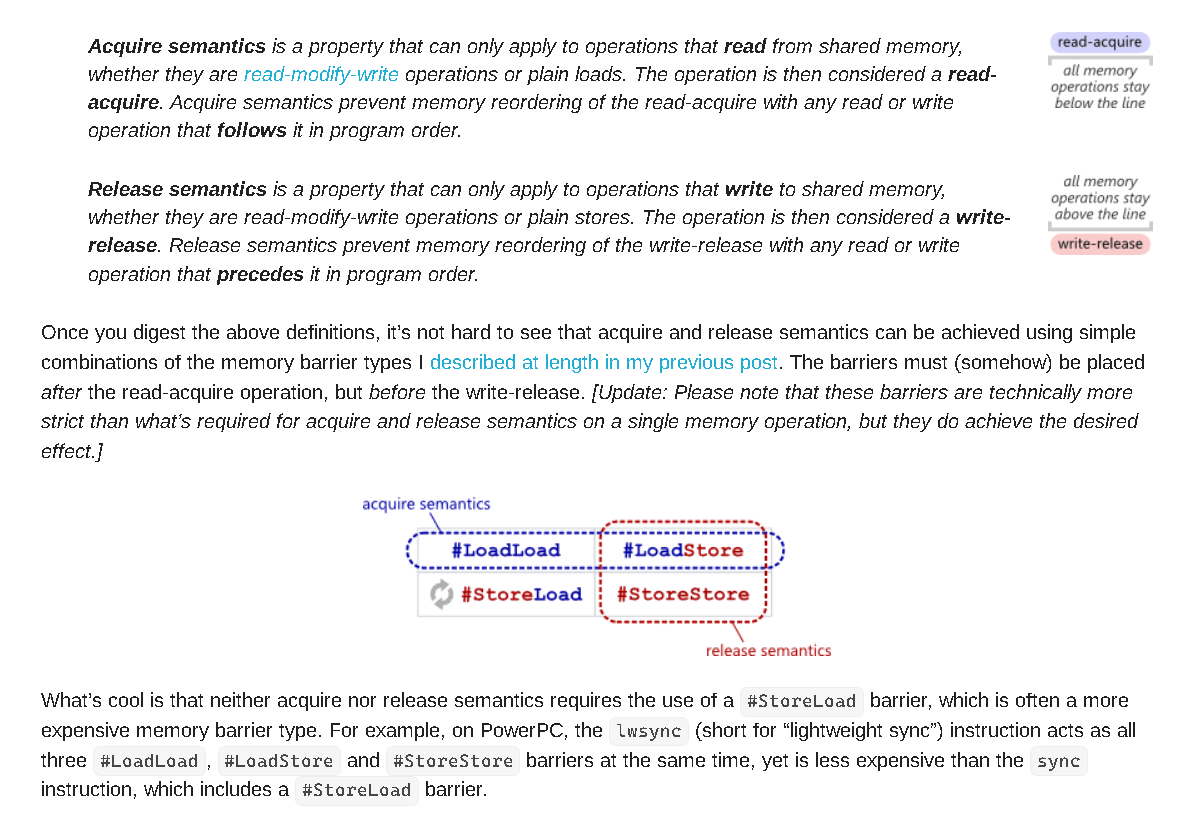 Acquire semantics is a property that can only apply to operations that read from shared memory,
whether they are read-modify-write operations or plain loads. The operation is then considered a read-
acquire. Acquire semantics prevent memory reordering of the read-acquire with any read or write
operation that follows it in program order.
read-acquire
all memory
operations stay
below the line
Release semantics is a property that can only apply to operations that write to shared memory,
whether they are read-modify-write operations or plain stores. The operation is then considered a write-
release. Release semantics prevent memory reordering of the write-release with any read or write
operation that precedes it in program order.
all memory
operations stay
above the line
write-release
Once you digest the above definitions, it’s not hard to see that acquire and release semantics can be achieved using simple
combinations of the memory barrier types I described at length in my previous post. The barriers must (somehow) be placed
after the read-acquire operation, but before the write-release. [Update: Please note that these barriers are technically more
strict than what’s required for acquire and release semantics on a single memory operation, but they do achieve the desired
effect.]
acquire semantics
#LoadLoad #LoadStore
#StoreLoad #StoreStore
release semantics
What’s cool is that neither acquire nor release semantics requires the use of a #StoreLoad barrier, which is often a more
expensive memory barrier type. For example, on PowerPC, the lwsync (short for “lightweight sync”) instruction acts as all
three #LoadLoad , #LoadStore and #StoreStore barriers at the same time, yet is less expensive than the sync
instruction, which includes a #StoreLoad barrier.